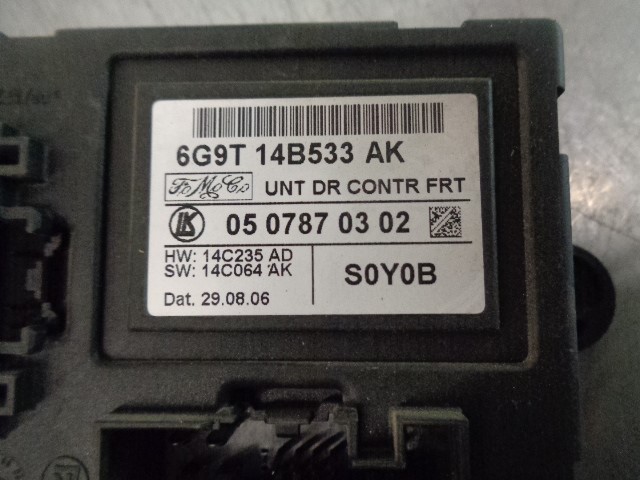 6G9T 14B533 AK
FoMoCo UNT DR CONTR FRT
LK 05 0787 03 02
HW: 14C235 AD
SW: 14C064 AK
S0Y0B
Dat. 29.08.06